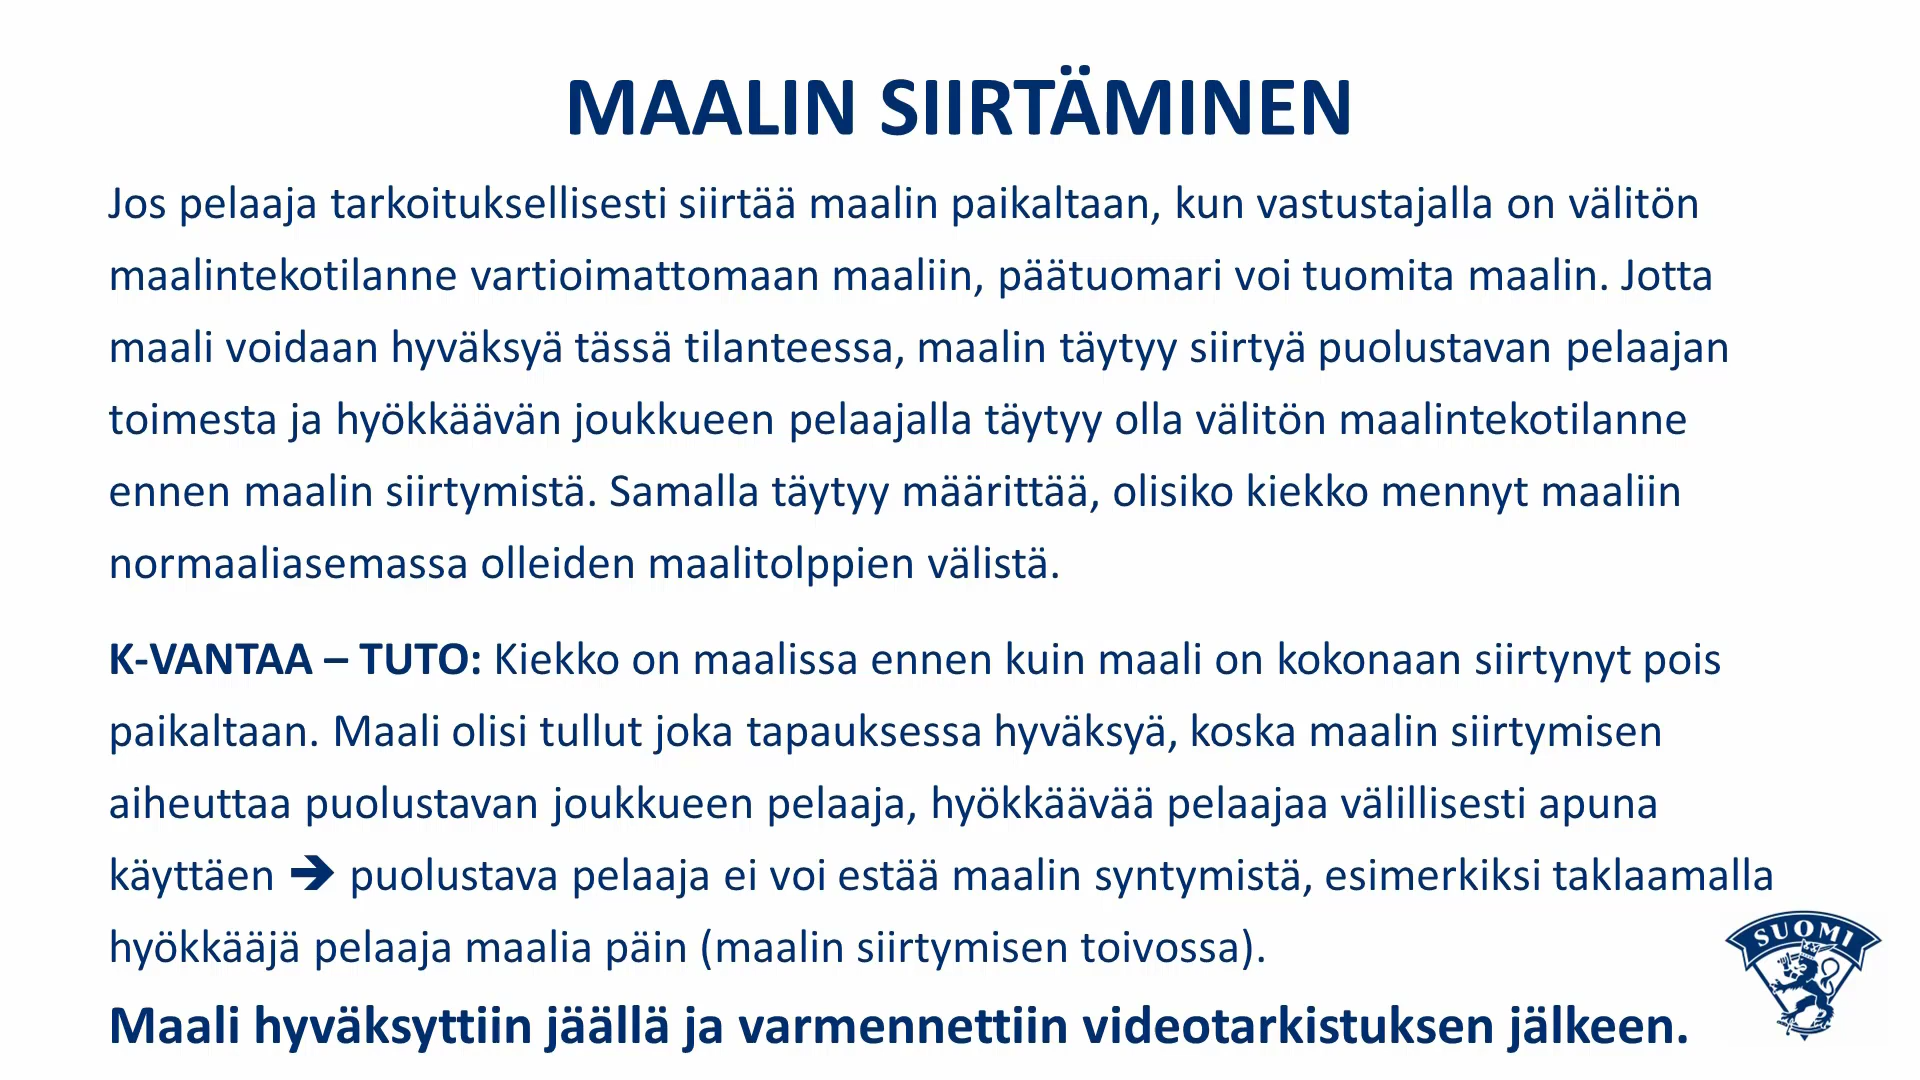 MAALIN SIIRTÄMINEN
Jos pelaaja tarkoituksellisesti siirtää maalin paikaltaan, kun vastustajalla on välitön
maalintekotilanne vartioimattomaan maaliin, päätuomari voi tuomita maalin. Jotta
maali voidaan hyväksyä tässä tilanteessa, maalin täytyy siirtyä puolustavan pelaajan
toimesta ja hyökkäävän joukkueen pelaajalla täytyy olla välitön maalintekotilanne
ennen maalin siirtymistä. Samalla täytyy määrittää, olisiko kiekko mennyt maaliin
normaaliasemassa olleiden maalitolppien välistä.
K-VANTAA – TUTO: Kiekko on maalissa ennen kuin maali on kokonaan siirtynyt pois
paikaltaan. Maali olisi tullut joka tapauksessa hyväksyä, koska maalin siirtymisen
aiheuttaa puolustavan joukkueen pelaaja, hyökkäävää pelaajaa välillisesti apuna
käyttäen ➔ puolustava pelaaja ei voi estää maalin syntymistä, esimerkiksi taklaamalla
hyökkääjä pelaaja maalia päin (maalin siirtymisen toivossa).
SUOMI
Maali hyväksyttiin jäällä ja varmennettiin videotarkistuksen jälkeen.